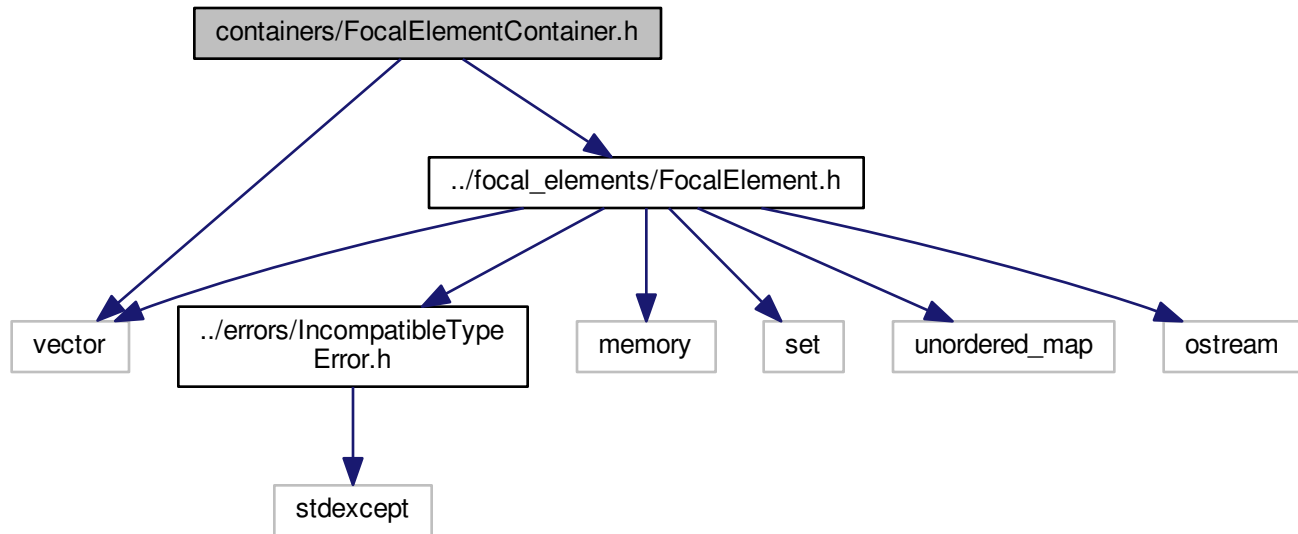 containers/FocalElementContainer.h
../focal_elements/FocalElement.h
vector
../errors/IncompatibleType
Error.h
memory
set
unordered_map
ostream
stdexcept